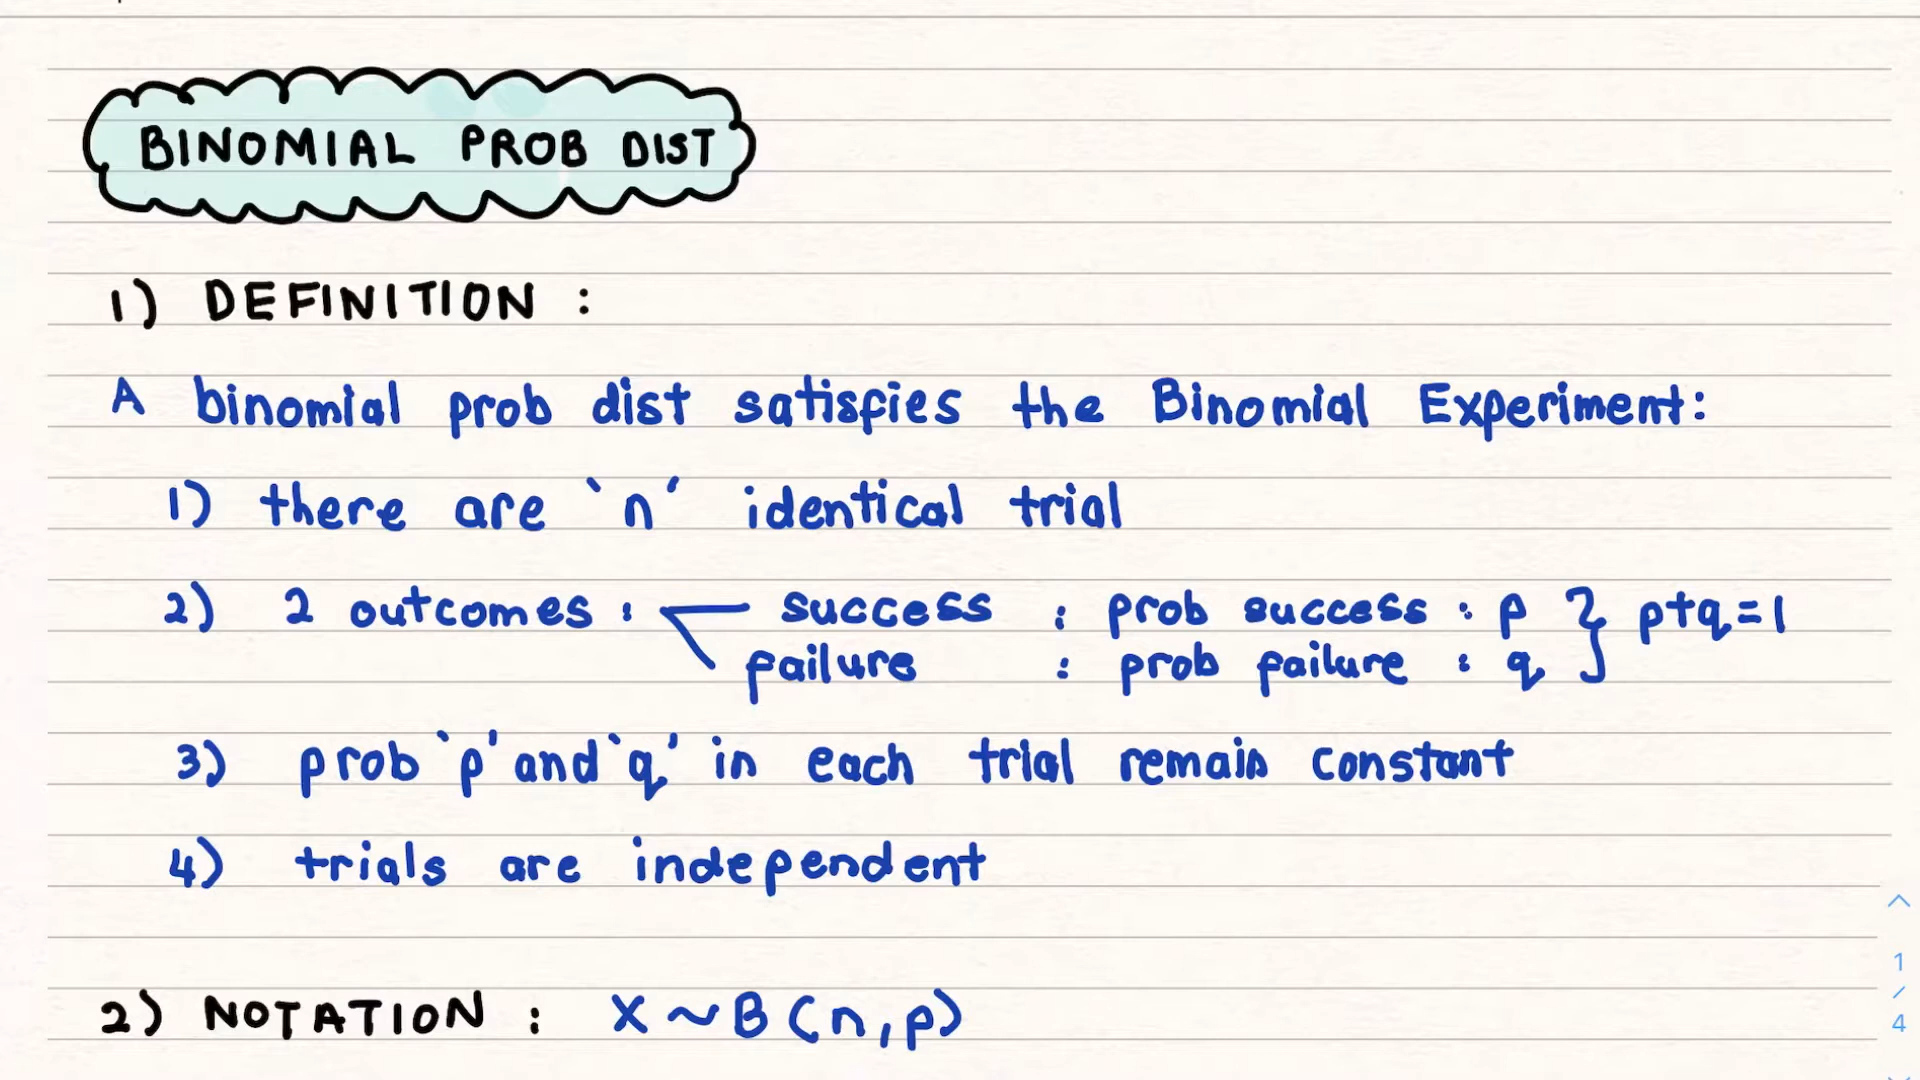 BINOMIAL PROB DIST
1) DEFINITION :
A binomial prob dist satisfies the Binomial Experiment:
1) there are `n' identical trial
2) 2 outcomes : success : prob success : p } p+q=1
failure : prob failure : q
3) prob `p' and `q' in each trial remain constant
4) trials are independent
2) NOTATION : X ~ B (n,p)
1
/
4